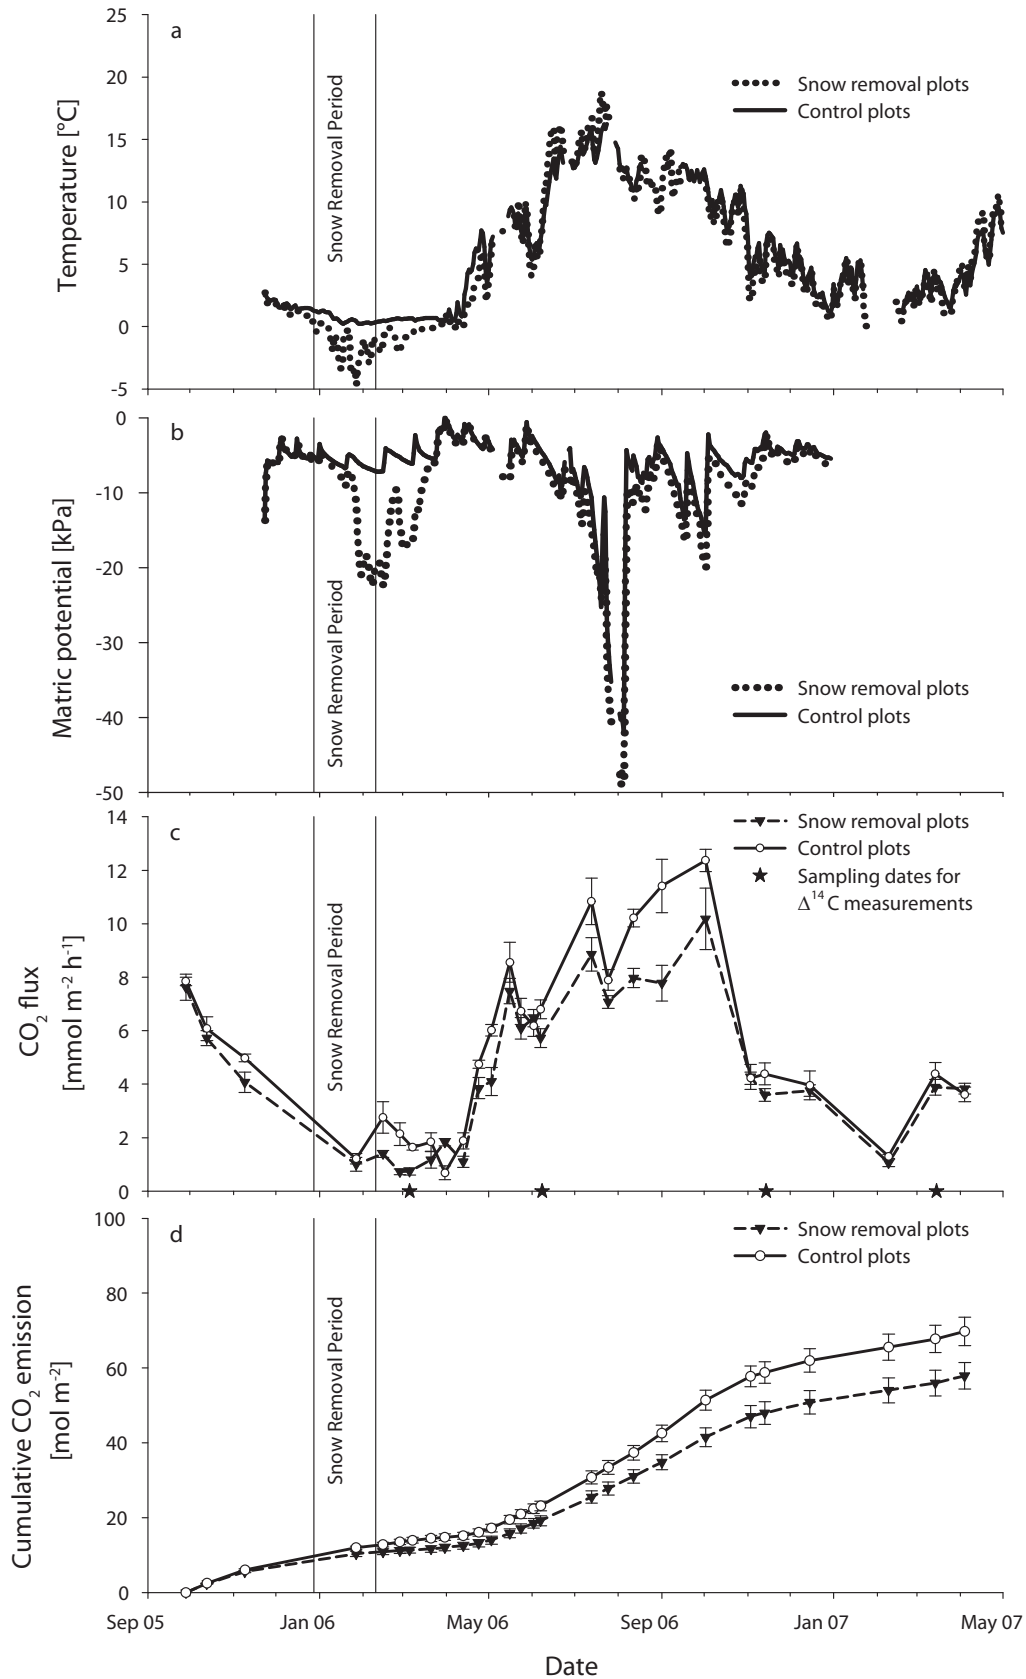 25
a
20
Snow removal plots
Control plots
15
10
5
0
-5
Temperature [°C]
Snow Removal Period
0
b
-10
-20
-30
Snow removal plots
-40
Control plots
-50
Matric potential [kPa]
Snow Removal Period
14
c
Snow removal plots
Control plots
12
Sampling dates for
Δ¹⁴C measurements
10
8
6
4
2
0
CO₂ flux
[mmol m⁻² h⁻¹]
Snow Removal Period
100
d
Snow removal plots
Control plots
80
60
40
20
0
Cumulative CO₂ emission
[mol m⁻²]
Snow Removal Period
Sep 05 Jan 06 May 06 Sep 06 Jan 07 May 07
Date